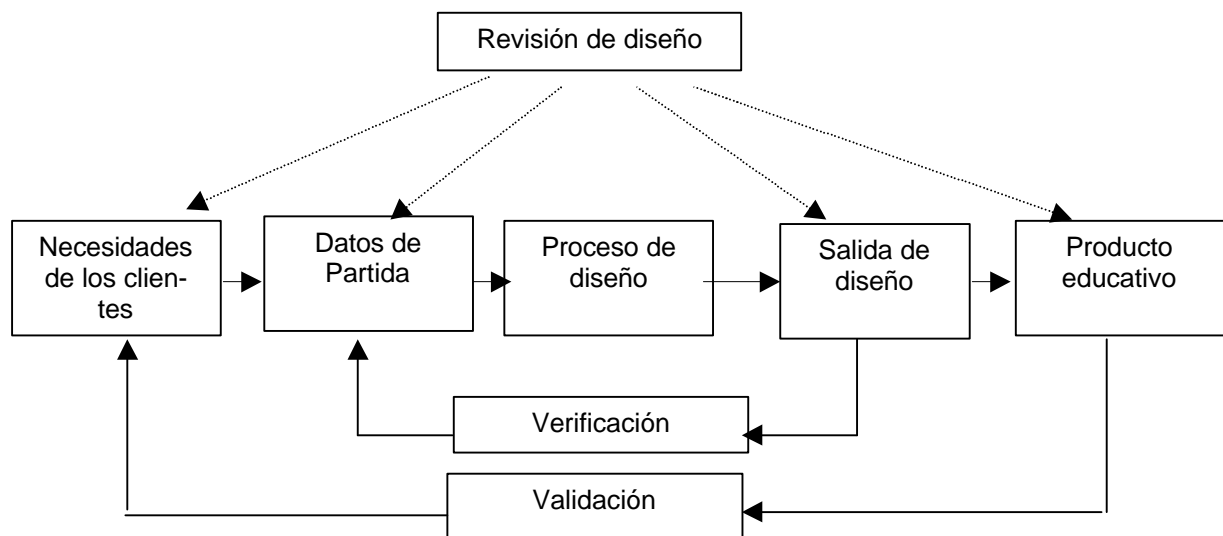 Revisión de diseño
Necesidades
de los clien-
tes
Datos de
Partida
Proceso de
diseño
Salida de
diseño
Producto
educativo
Verificación
Validación